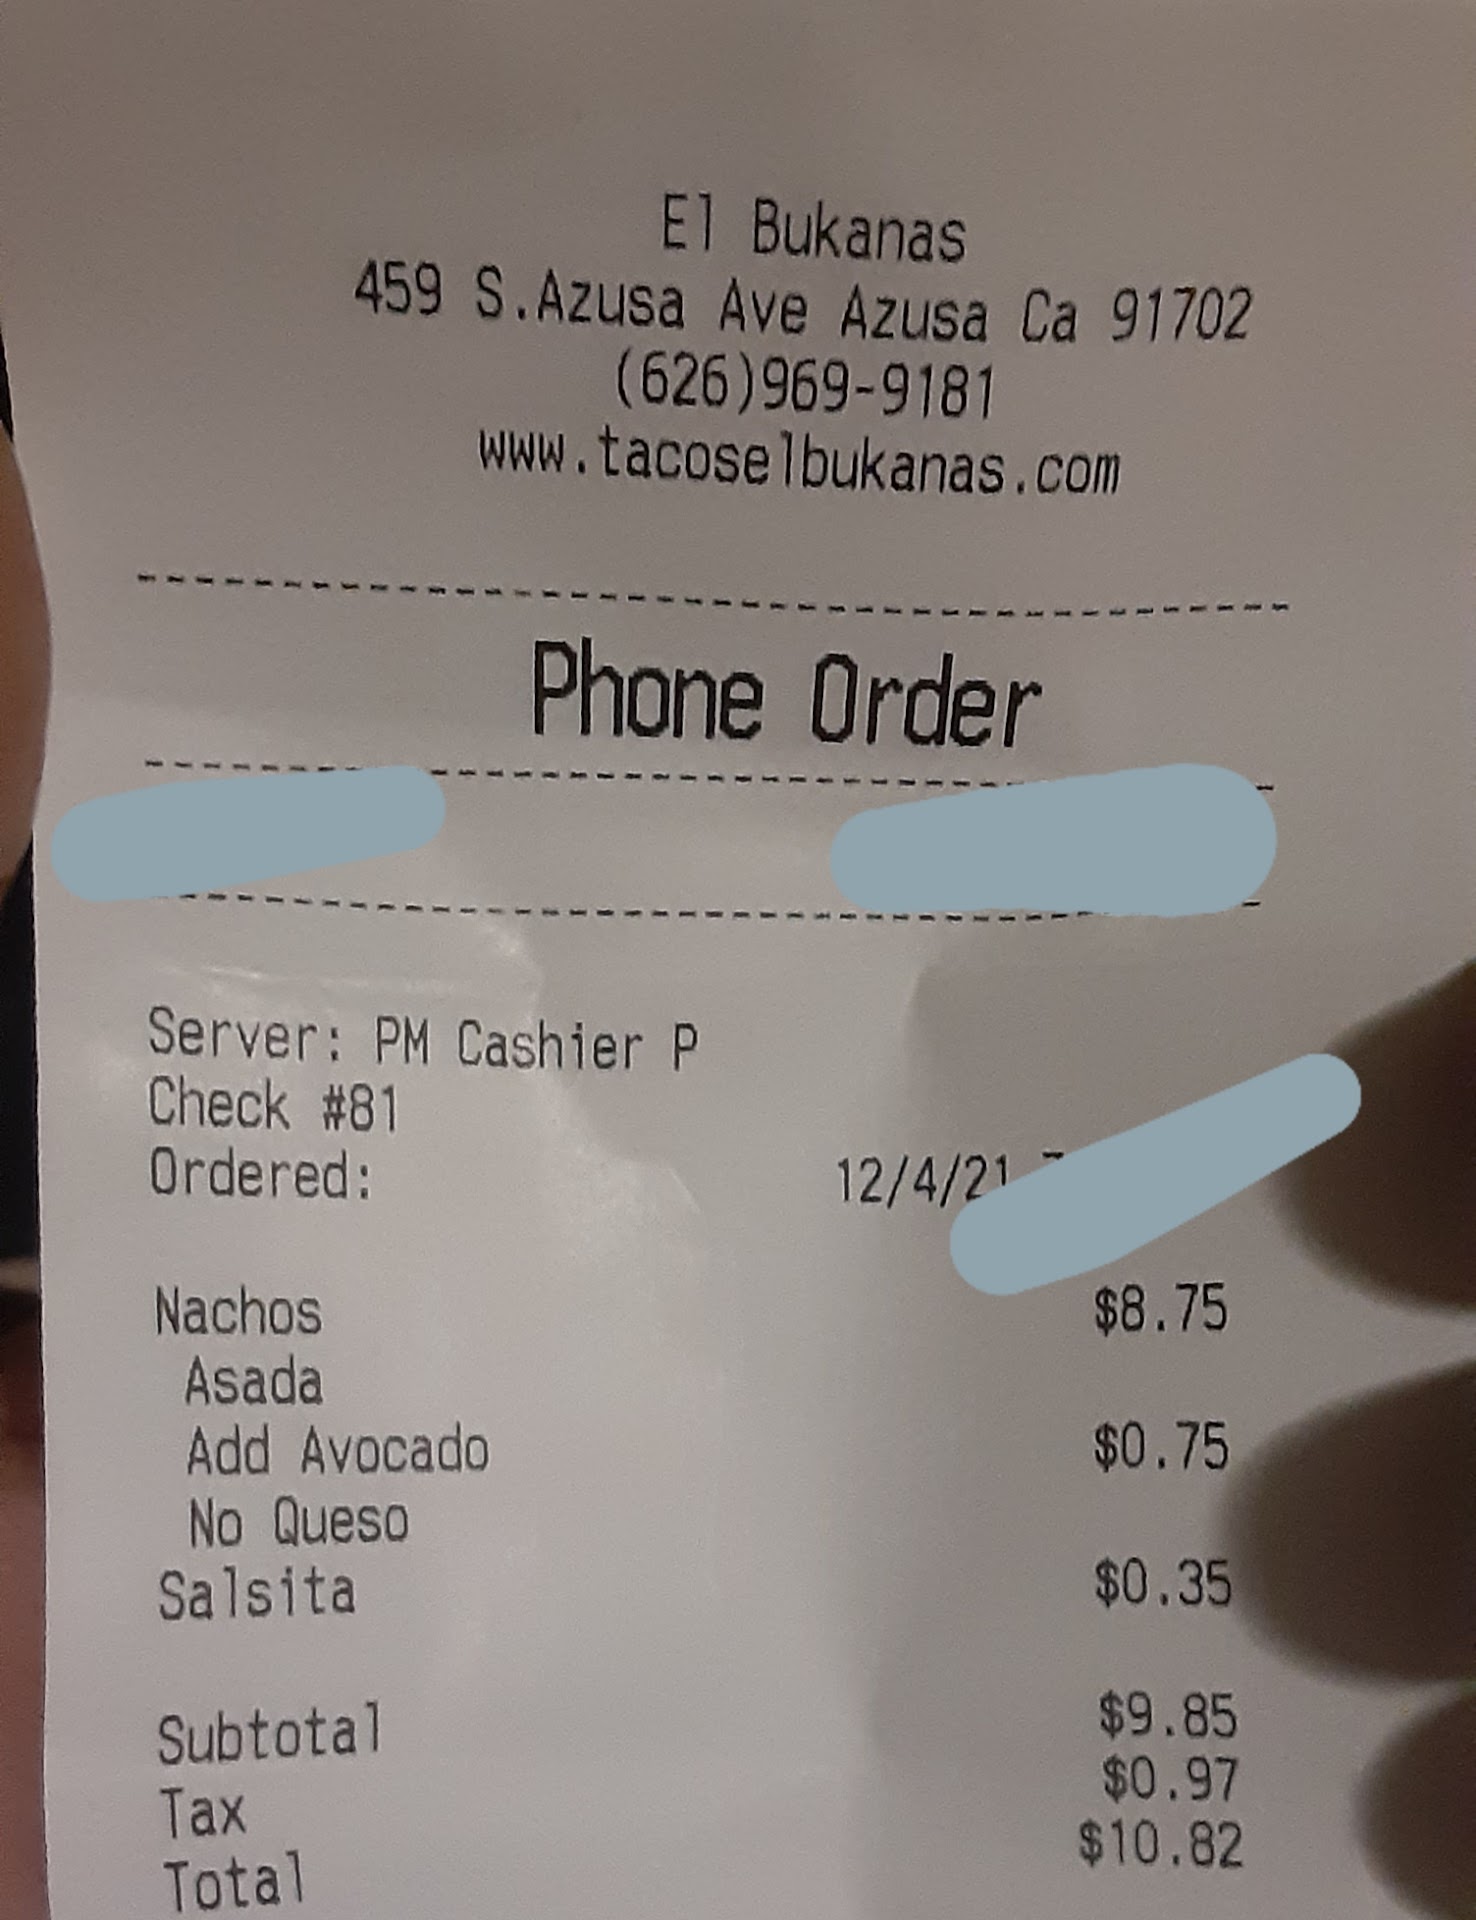 El Bukanas
459 S.Azusa Ave Azusa Ca 91702
(626)969-9181
www.tacoselbukanas.com
Phone Order
Server: PM Cashier P
Check #81
Ordered: 12/4/21
Nachos $8.75
Asada
Add Avocado $0.75
No Queso
Salsita $0.35
Subtotal $9.85
Tax $0.97
Total $10.82